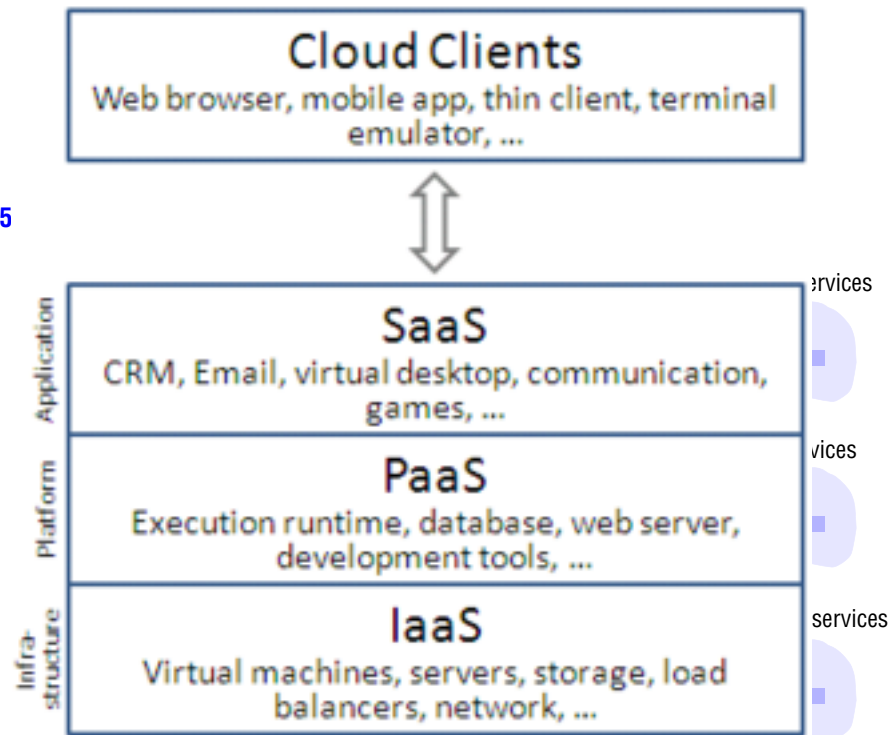 Cloud Clients
Web browser, mobile app, thin client, terminal
emulator, ...
5
ervices
Application
SaaS
CRM, Email, virtual desktop, communication,
games, ...
vices
Platform
PaaS
Execution runtime, database, web server,
development tools, ...
services
Infra-
structure
IaaS
Virtual machines, servers, storage, load
balancers, network, ...